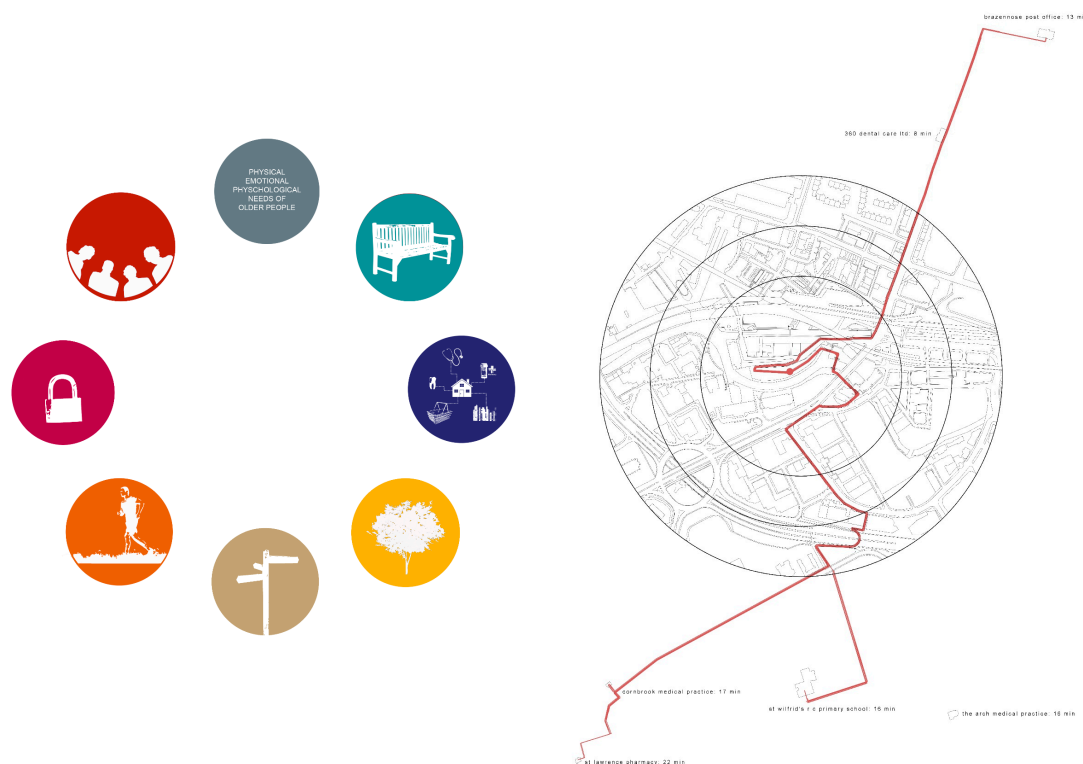 brazennose post office: 13 mi
360 dental care ltd: 8 min
PHYSICAL
EMOTIONAL
PHYSCHOLOGICAL
NEEDS OF
OLDER PEOPLE
cornbrook medical practice: 17 min
st wilfrid's r c primary school: 16 min
the arch medical practice: 16 min
st lawrence pharmacy: 22 min